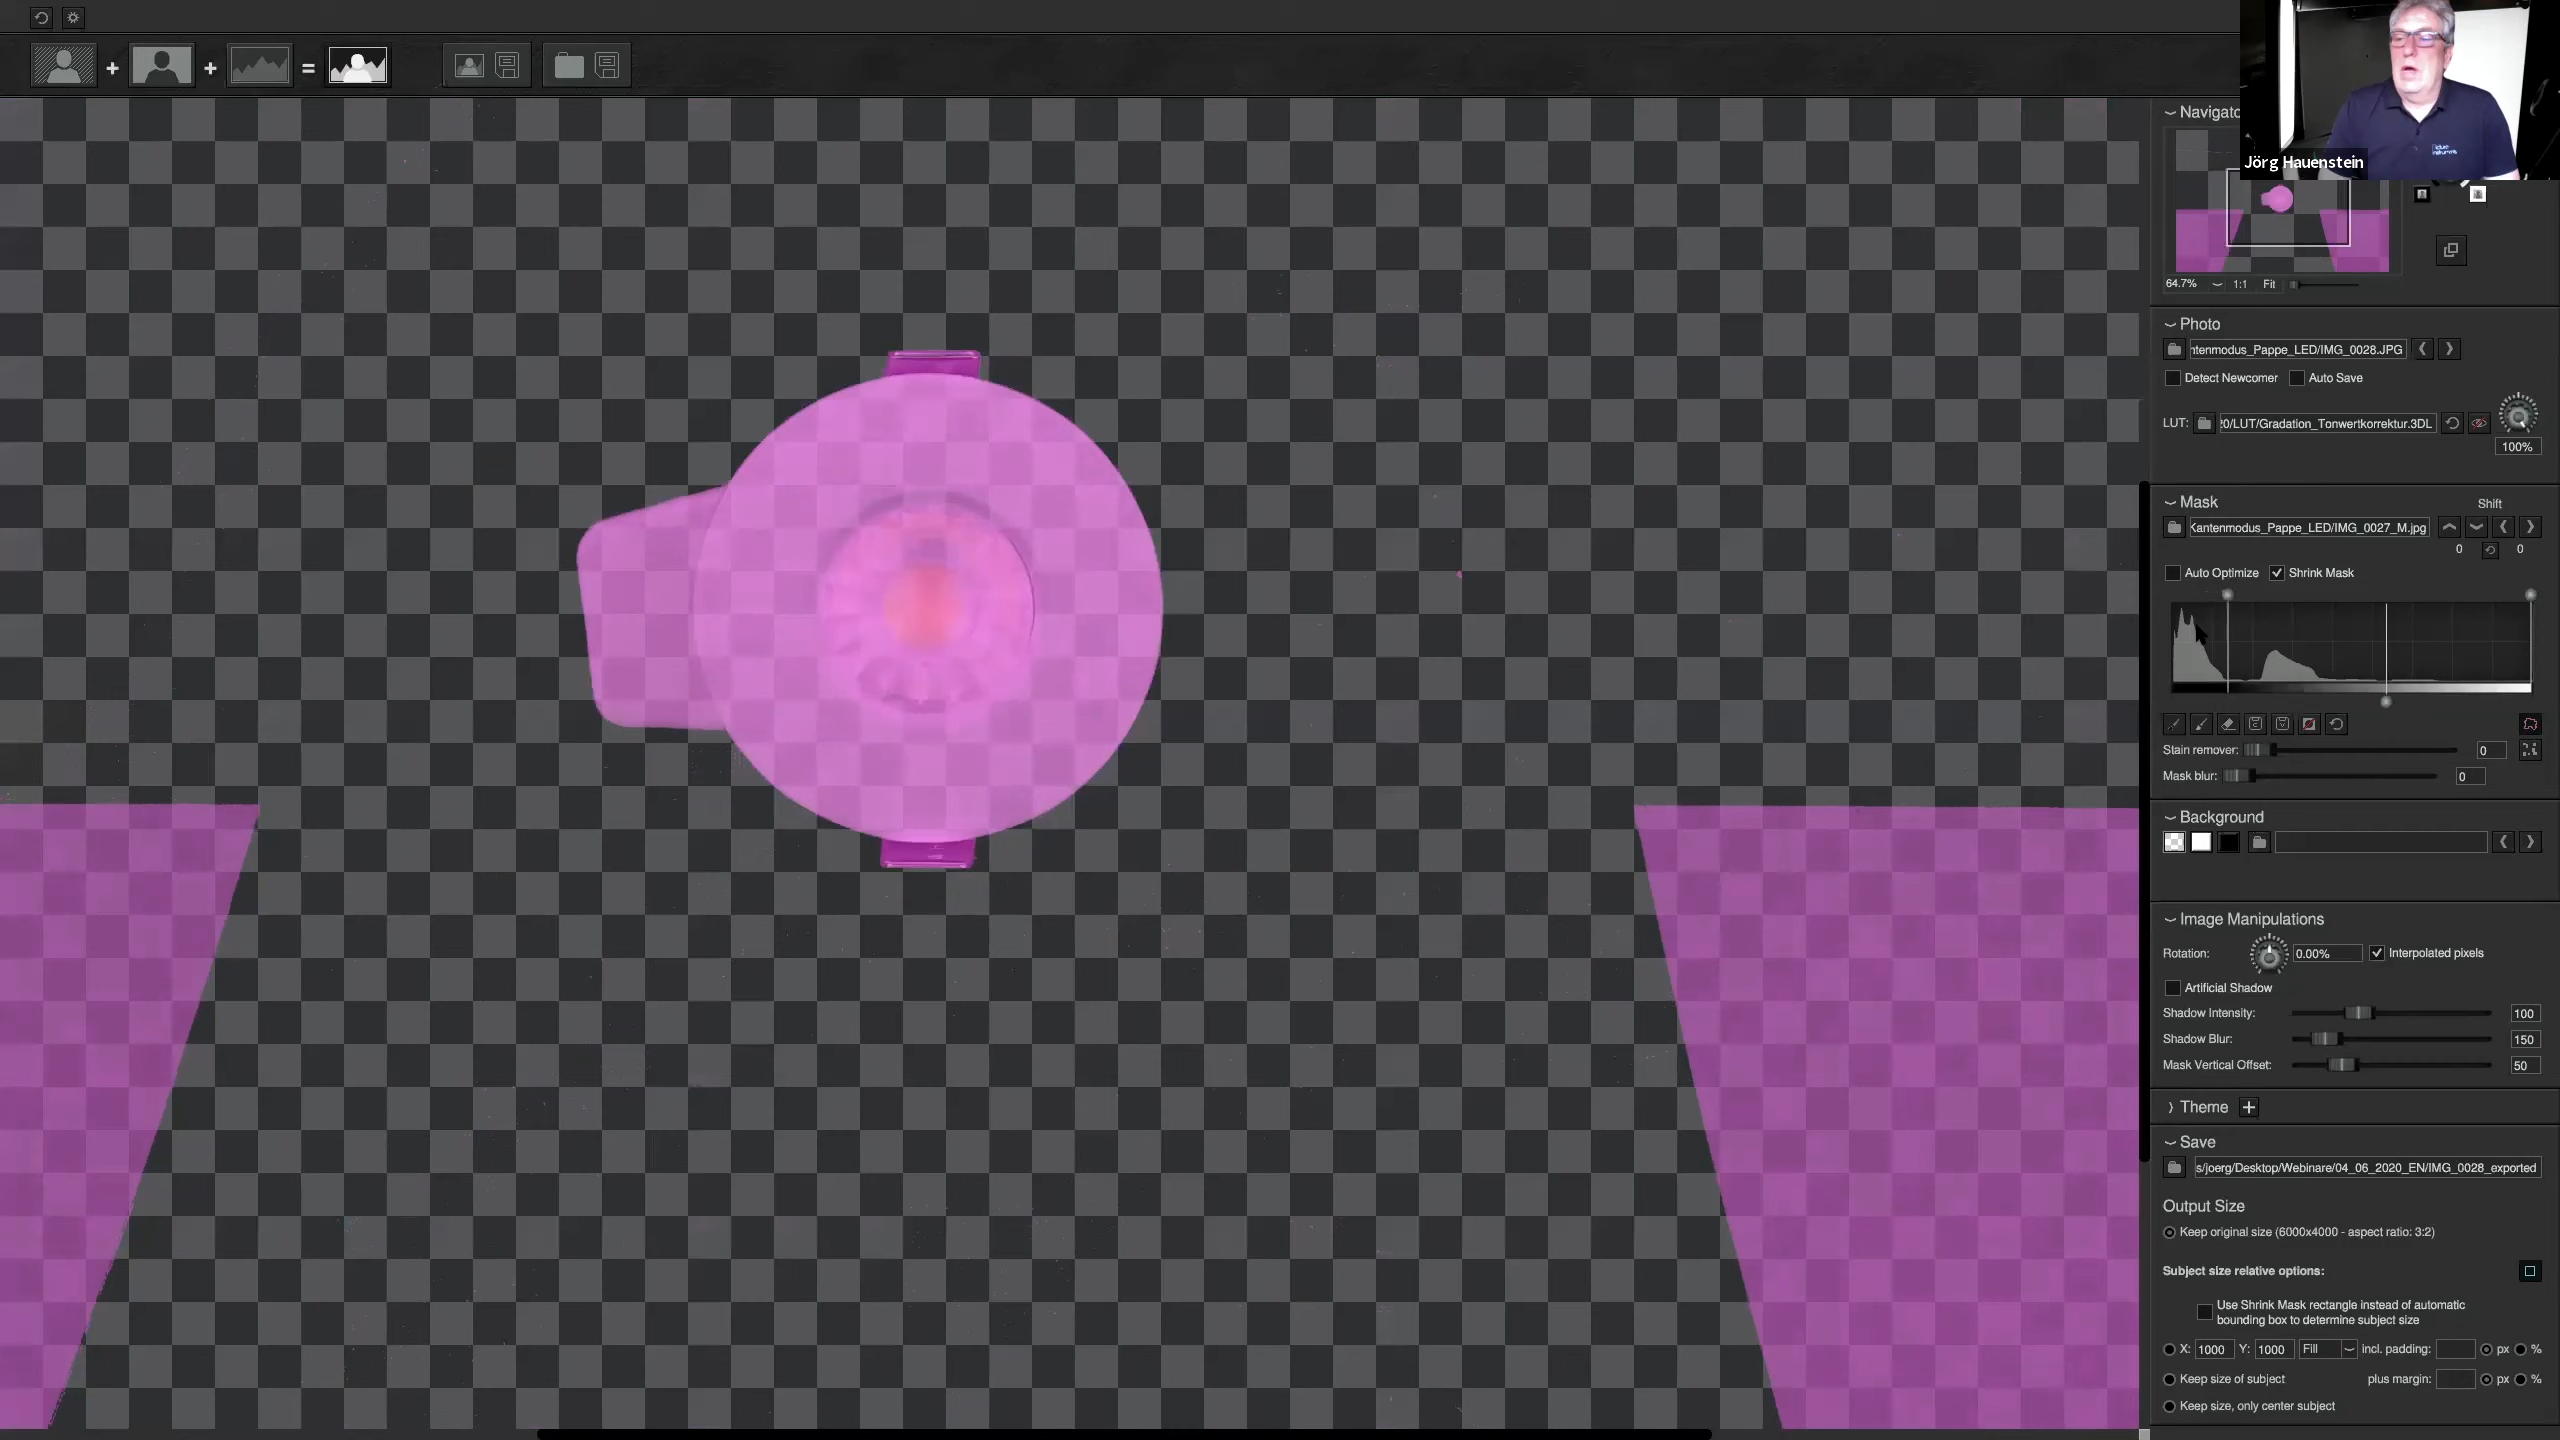 Jörg Hauenstein
Navigato
64.7% 1:1 Fit
Photo
ntenmodus_Pappe_LED/IMG_0028.JPG
Detect Newcomer Auto Save
LUT: 20/LUT/Gradation_Tonwertkorrektur.3DL
100%
Mask Shift
Kantenmodus_Pappe_LED/IMG_0027_M.jpg
0 0
Auto Optimize Shrink Mask
Stain remover: 0
Mask blur: 0
Background
Image Manipulations
Rotation: 0.00% Interpolated pixels
Artificial Shadow
Shadow Intensity: 100
Shadow Blur: 150
Mask Vertical Offset: 50
Theme
Save
s/joerg/Desktop/Webinare/04_06_2020_EN/IMG_0028_exported
Output Size
Keep original size (6000x4000 - aspect ratio: 3:2)
Subject size relative options:
Use Shrink Mask rectangle instead of automatic
bounding box to determine subject size
X: 1000 Y: 1000 Fill incl. padding: px %
Keep size of subject plus margin: px %
Keep size, only center subject